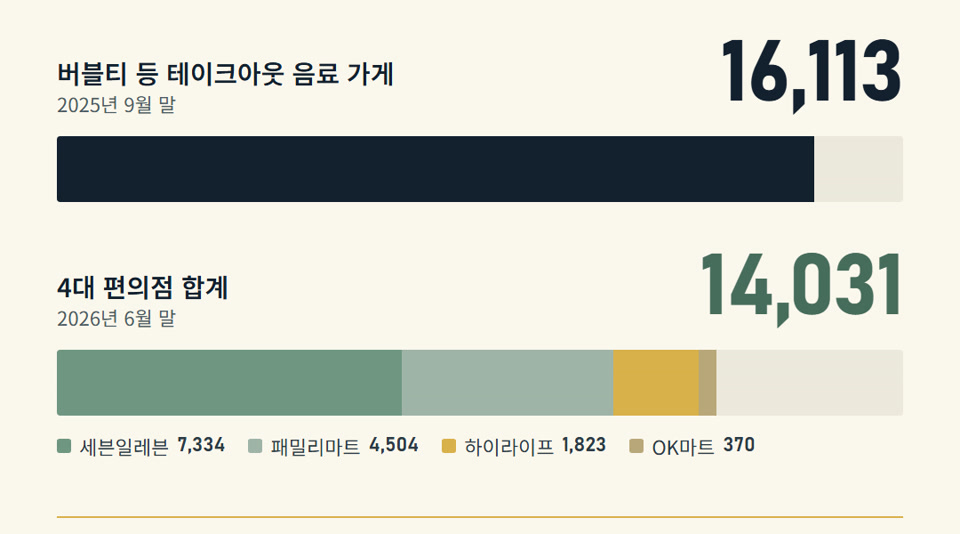 버블티 등 테이크아웃 음료 가게
2025년 9월 말
16,113
4대 편의점 합계
2026년 6월 말
14,031
세븐일레븐 7,334 패밀리마트 4,504 하이라이프 1,823 OK마트 370